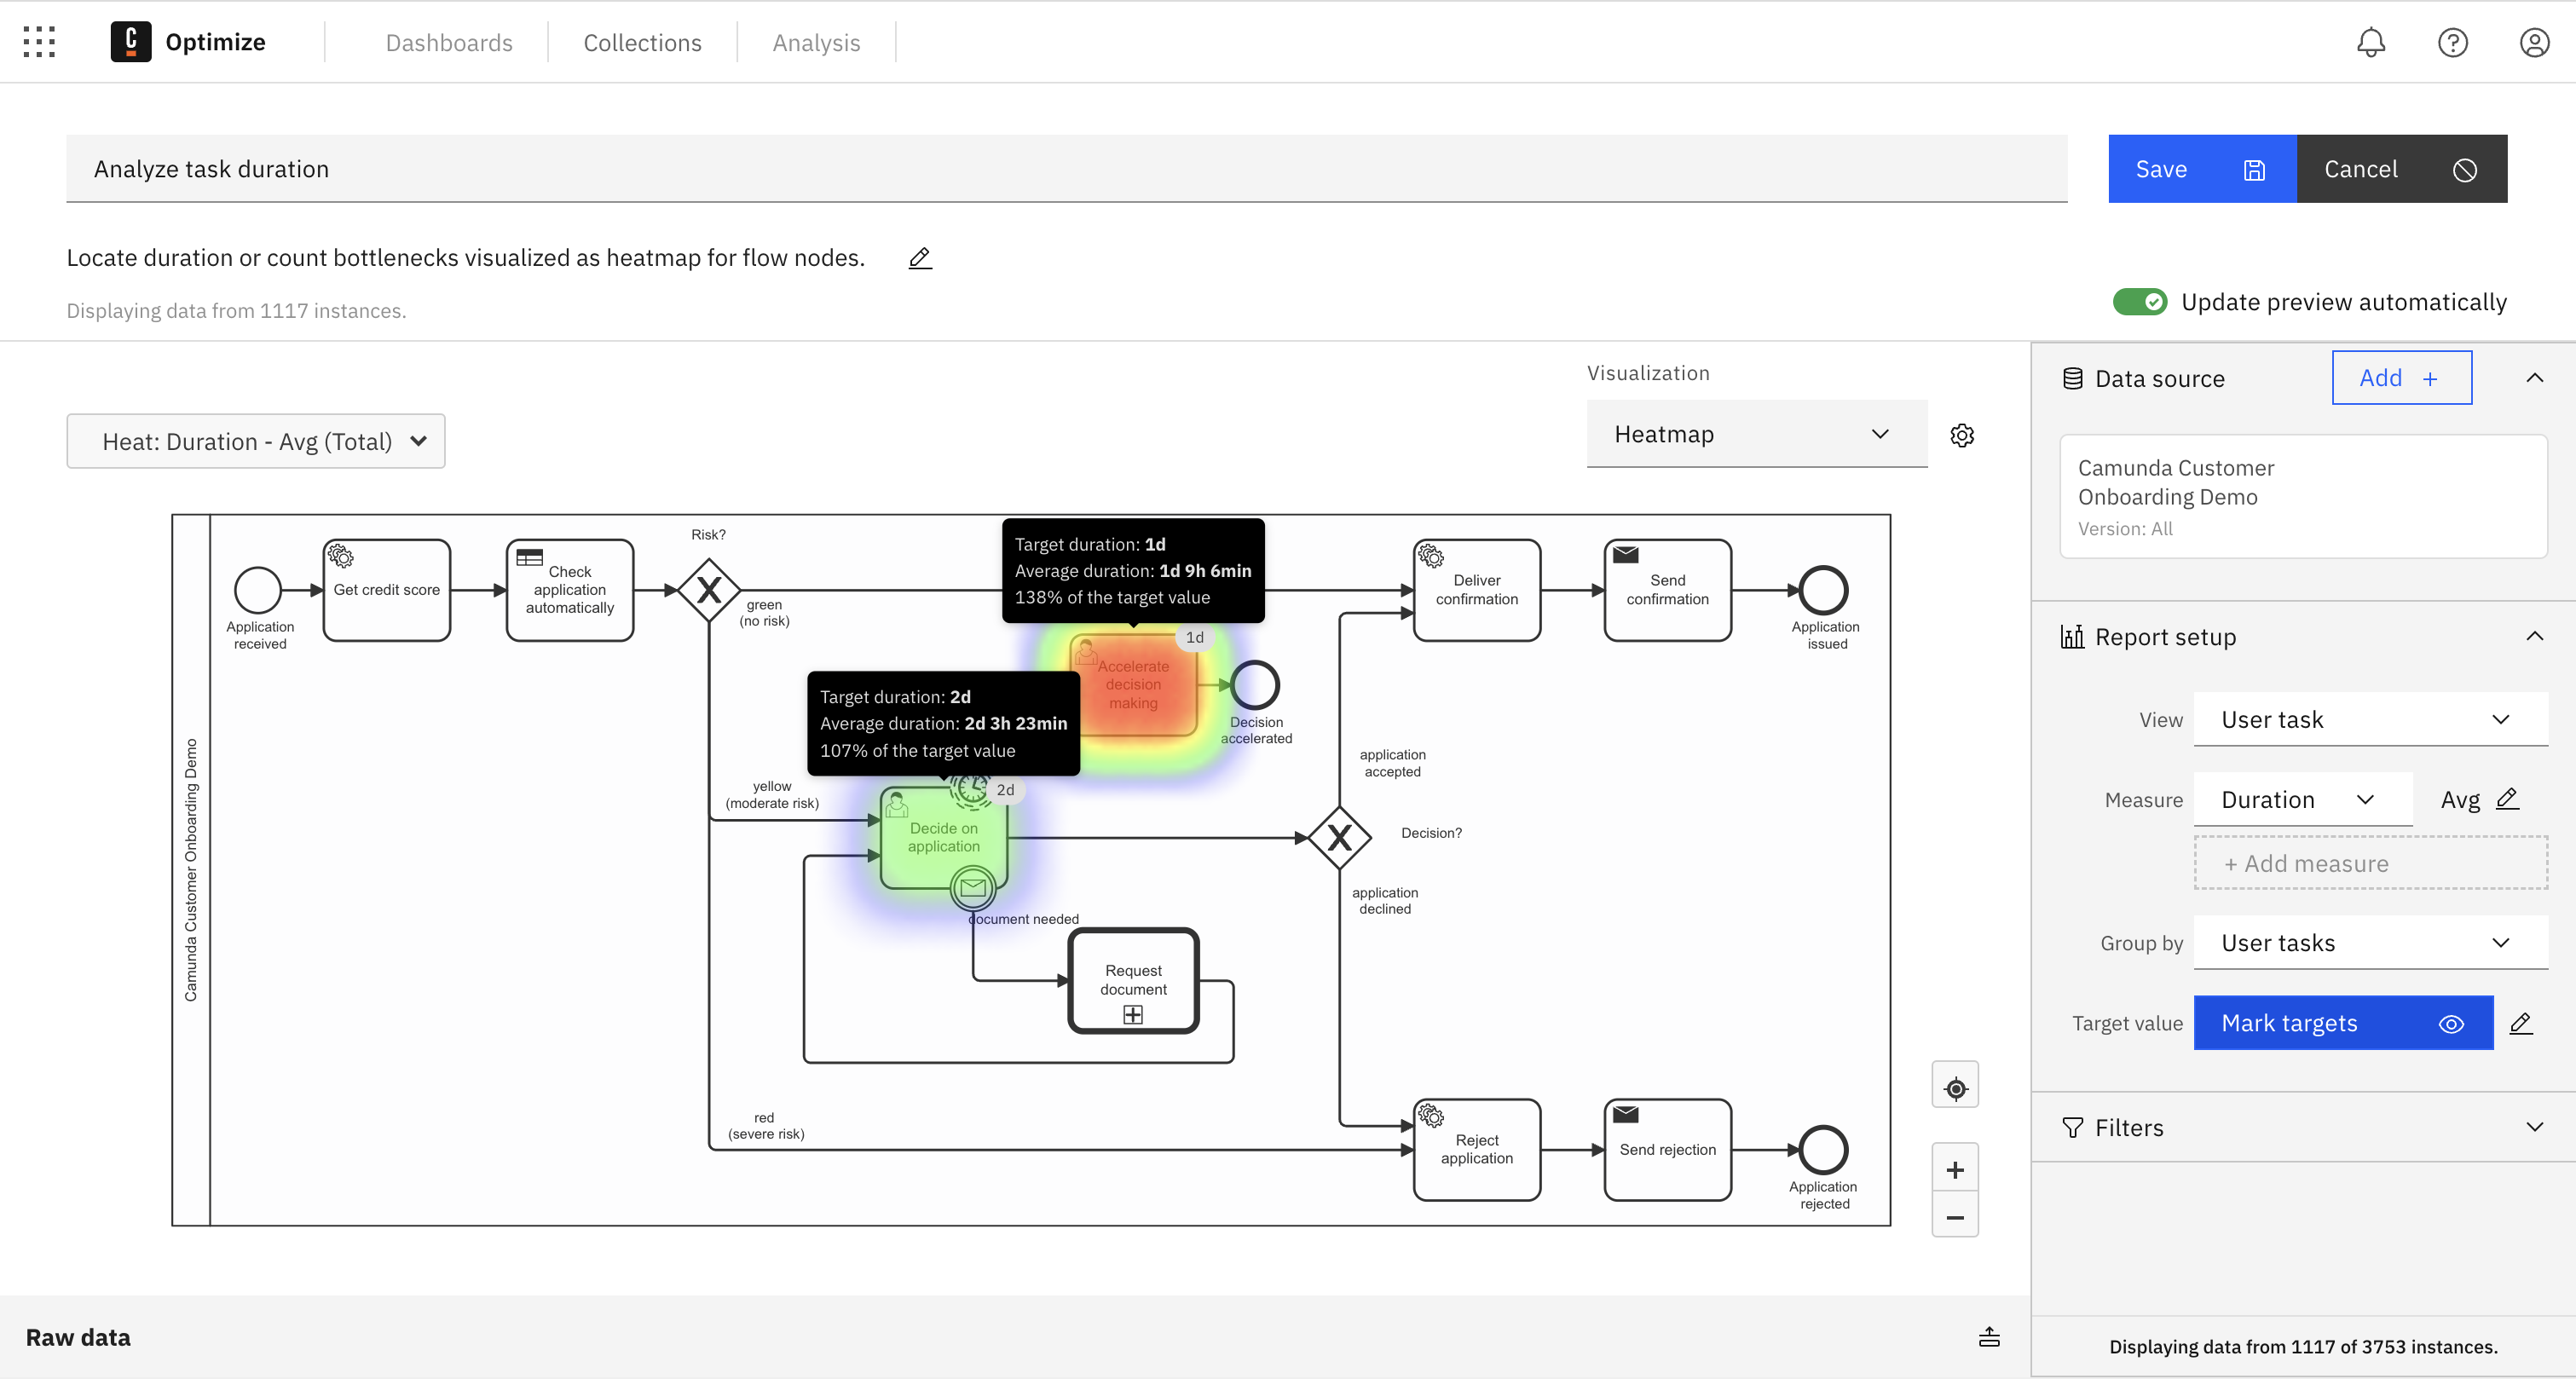 C Optimize
Dashboards
Collections
Analysis
Analyze task duration
Save
Cancel
Locate duration or count bottlenecks visualized as heatmap for flow nodes.
Displaying data from 1117 instances.
Update preview automatically
Visualization
Heat: Duration - Avg (Total)
Heatmap
Camunda Customer Onboarding Demo
Application
received
Get credit score
Check
application
automatically
Risk?
green
(no risk)
Target duration: 1d
Average duration: 1d 9h 6min
138% of the target value
1d
Accelerate
decision
making
Decision
accelerated
Target duration: 2d
Average duration: 2d 3h 23min
107% of the target value
2d
yellow
(moderate risk)
Decide on
application
document needed
Request
document
Decision?
application
accepted
application
declined
Deliver
confirmation
Send
confirmation
Application
issued
red
(severe risk)
Reject
application
Send rejection
Application
rejected
Raw data
Data source
Add +
Camunda Customer
Onboarding Demo
Version: All
Report setup
View
User task
Measure
Duration
Avg
+ Add measure
Group by
User tasks
Target value
Mark targets
Filters
Displaying data from 1117 of 3753 instances.